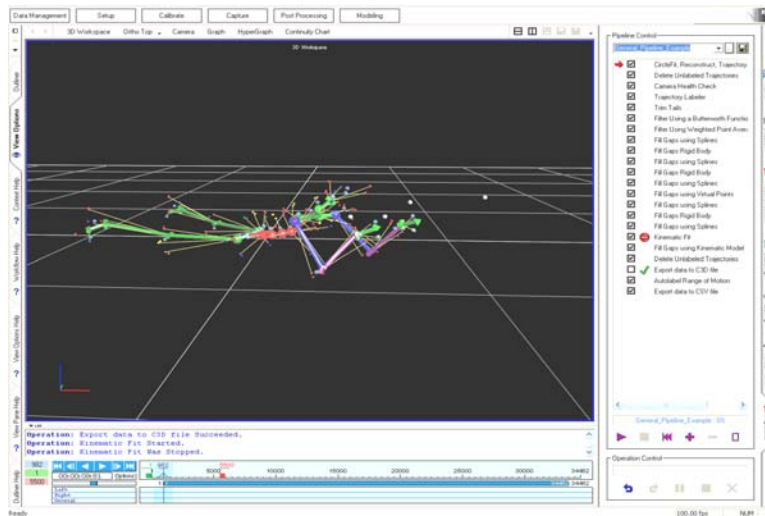 Data Management Setup Calibrate Capture Post Processing Modeling
3D Workspace Ortho Top Camera Graph HyperGraph Continuity Chart
3D Workspace
Outliner
View Options
Context Help
Workflow Help
View Options Help
View Pane Help
Outliner Help
Pipeline Control
General_Pipeline_Example
CircleFit, Reconstruct, Trajectory
Delete Unlabeled Trajectories
Camera Health Check
Trajectory Labeler
Trim Tails
Filter Using a Butterworth Functio
Filter Using Weighted Point Avera
Fill Gaps using Splines
Fill Gaps Rigid Body
Fill Gaps using Splines
Fill Gaps Rigid Body
Fill Gaps using Splines
Fill Gaps using Virtual Points
Fill Gaps using Splines
Fill Gaps Rigid Body
Fill Gaps using Splines
Kinematic Fit
Fill Gaps using Kinematic Model
Delete Unlabeled Trajectories
Export data to C3D file
Autolabel Range of Motion
Export data to CSV file
Operation: Export data to C3D file Succeeded.
Operation: Kinematic Fit Started.
Operation: Kinematic Fit Was Stopped.
Operation Control
982
1
5500
Options
5000 10000 15000 20000 25000 30000 34462
Left
Right
General
Ready 100.00 fps NUM